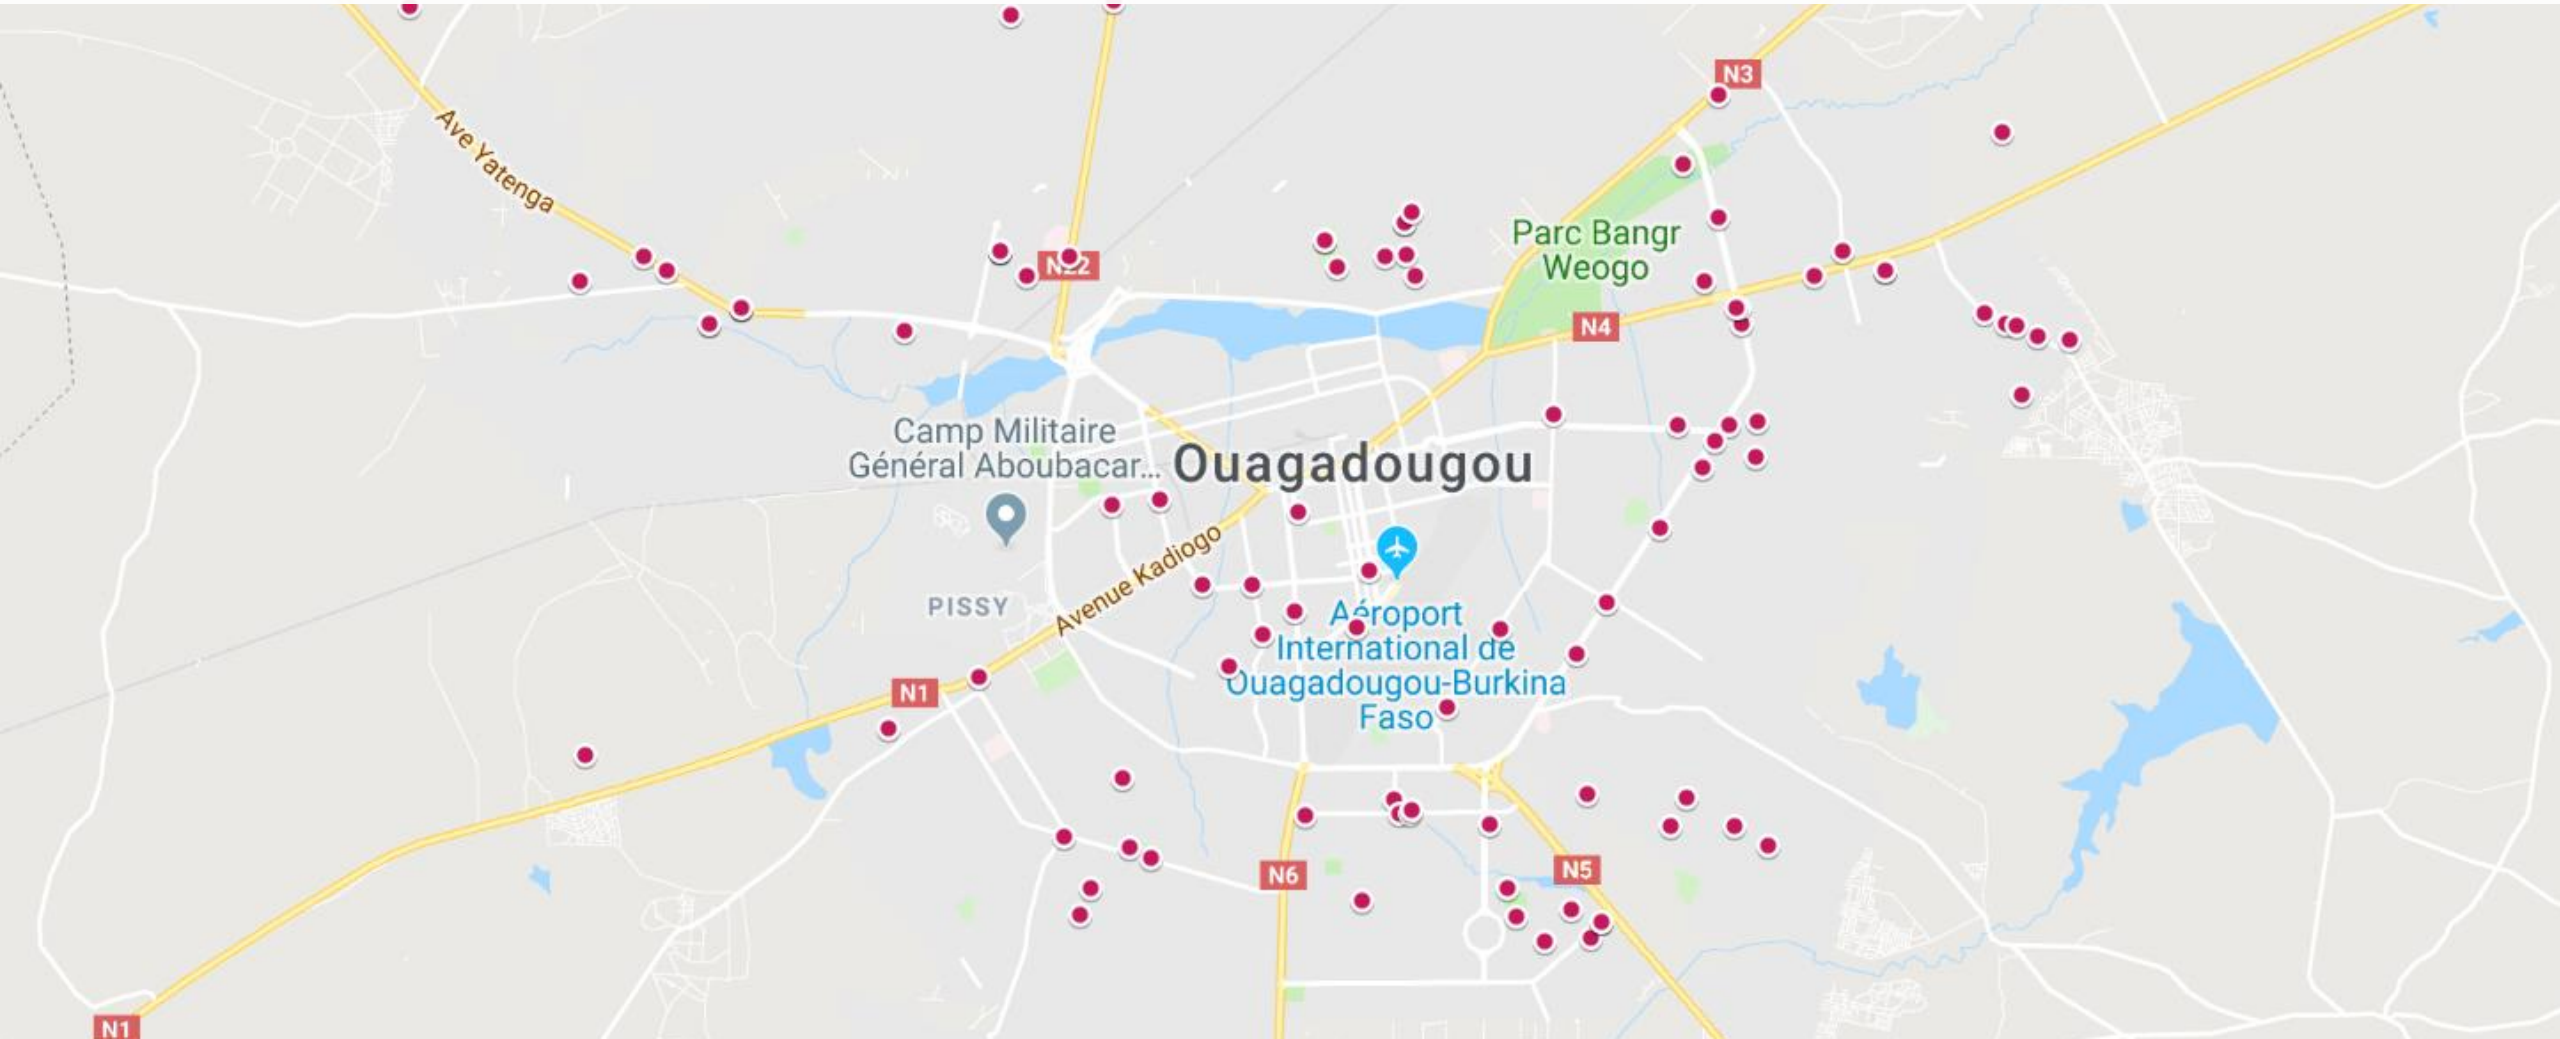 N3
Ave Yatenga
Parc Bangr
Weogo
N22
N4
Camp Militaire
Général Aboubacar...
Ouagadougou
Avenue Kadiogo
PISSY
Aéroport
International de
Ouagadougou-Burkina
Faso
N1
N6
N5
N1